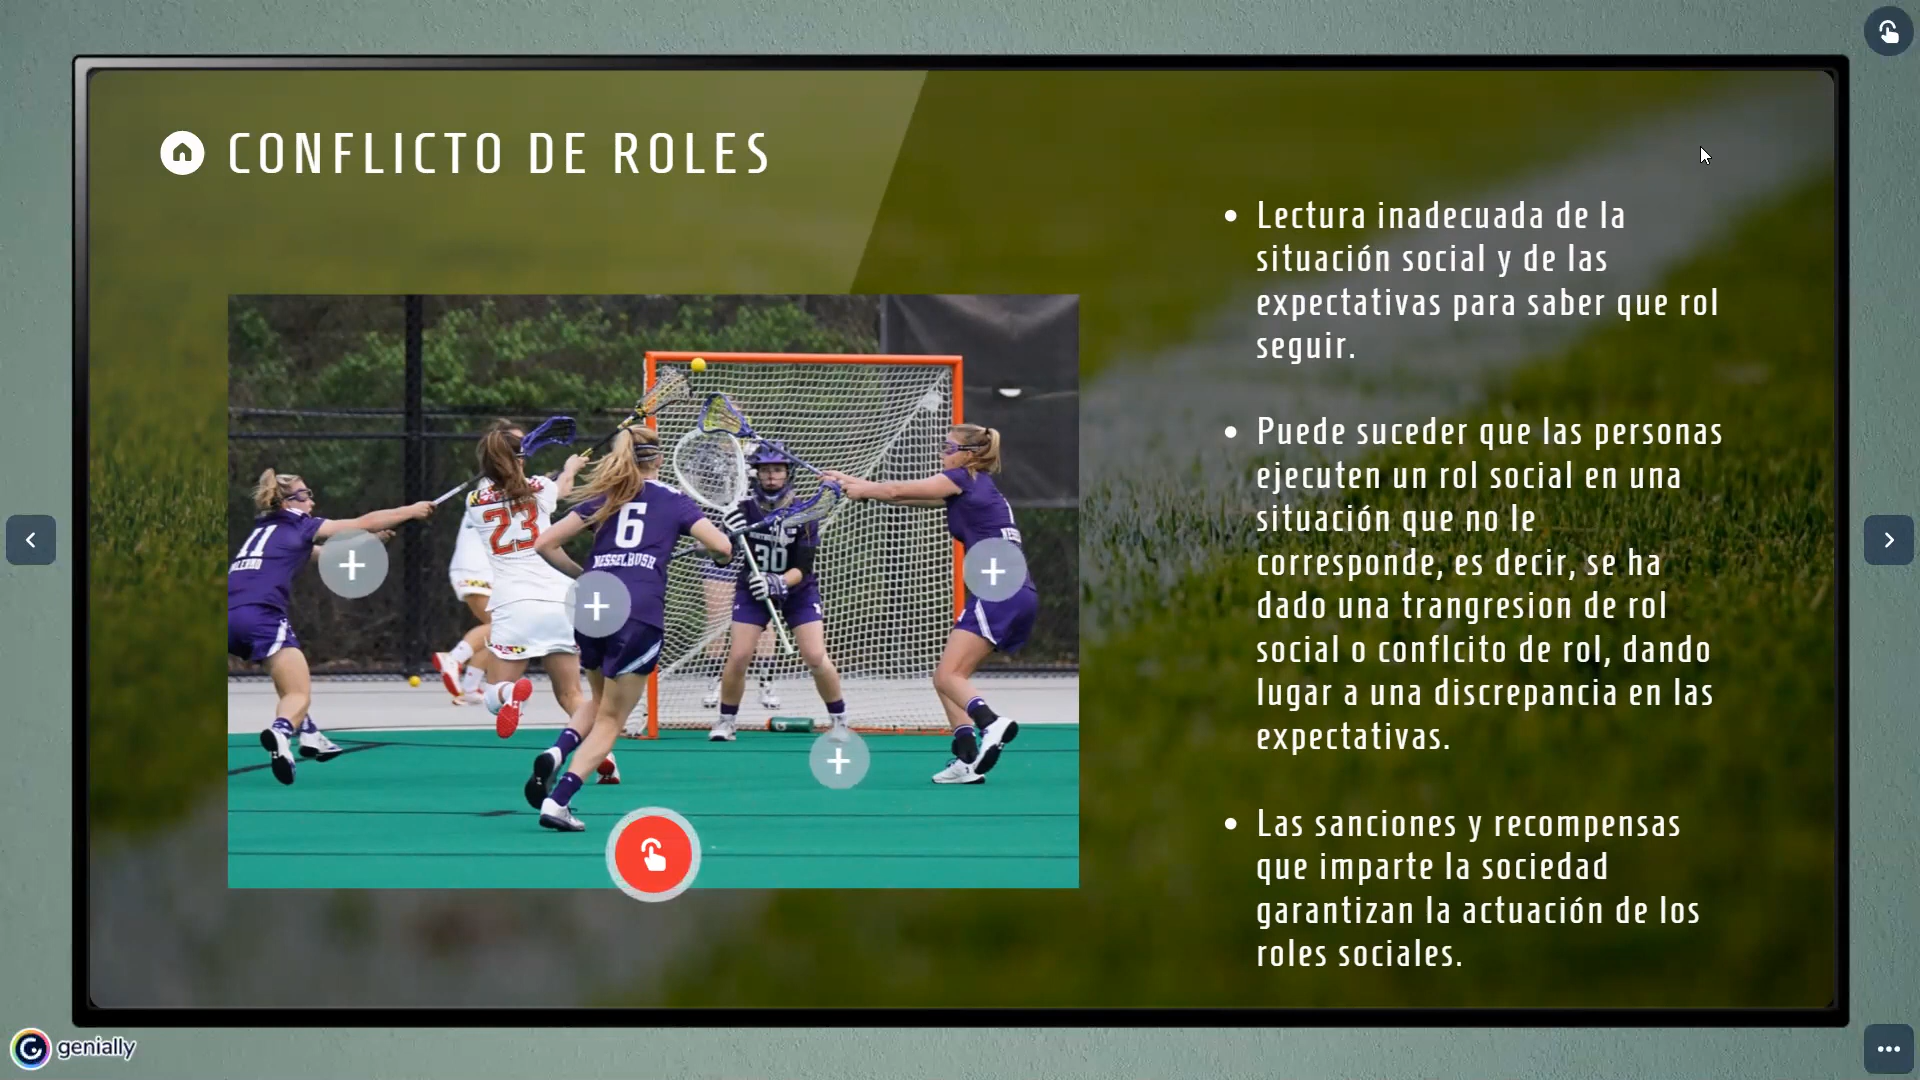 CONFLICTO DE ROLES
Lectura inadecuada de la
situación social y de las
expectativas para saber que rol
seguir.
Puede suceder que las personas
ejecuten un rol social en una
situación que no le
corresponde, es decir, se ha
dado una trangresion de rol
social o conflcito de rol, dando
lugar a una discrepancia en las
expectativas.
Las sanciones y recompensas
que imparte la sociedad
garantizan la actuación de los
roles sociales.
11
23
6
NESSELBUSH
30
genially